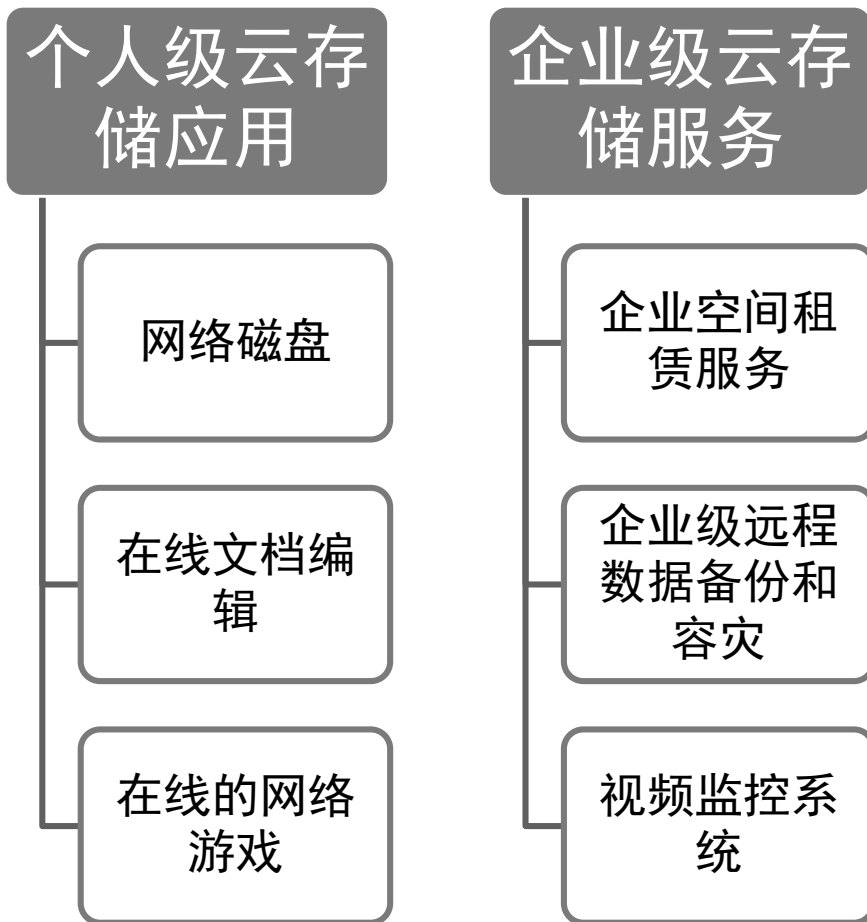 个人级云存
储应用
网络磁盘
在线文档编
辑
在线的网络
游戏
企业级云存
储服务
企业空间租
赁服务
企业级远程
数据备份和
容灾
视频监控系
统